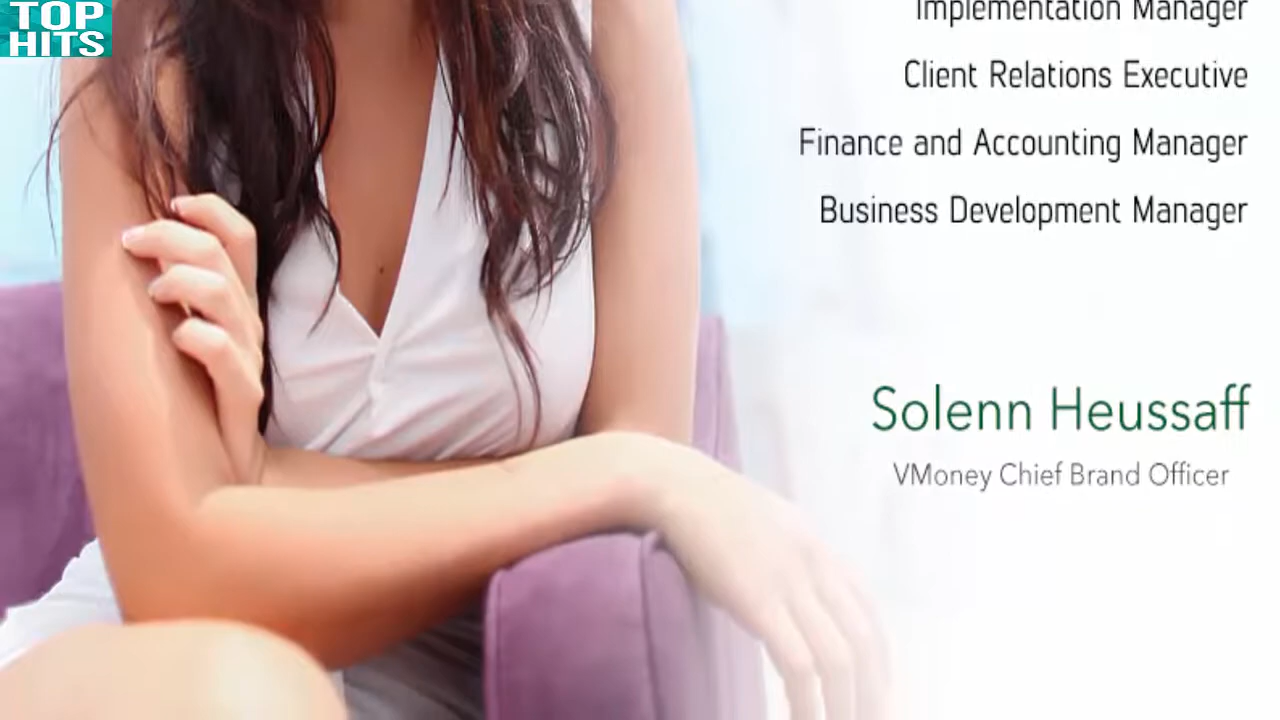 TOP
HITS
Implementation Manager
Client Relations Executive
Finance and Accounting Manager
Business Development Manager
Solenn Heussaff
VMoney Chief Brand Officer